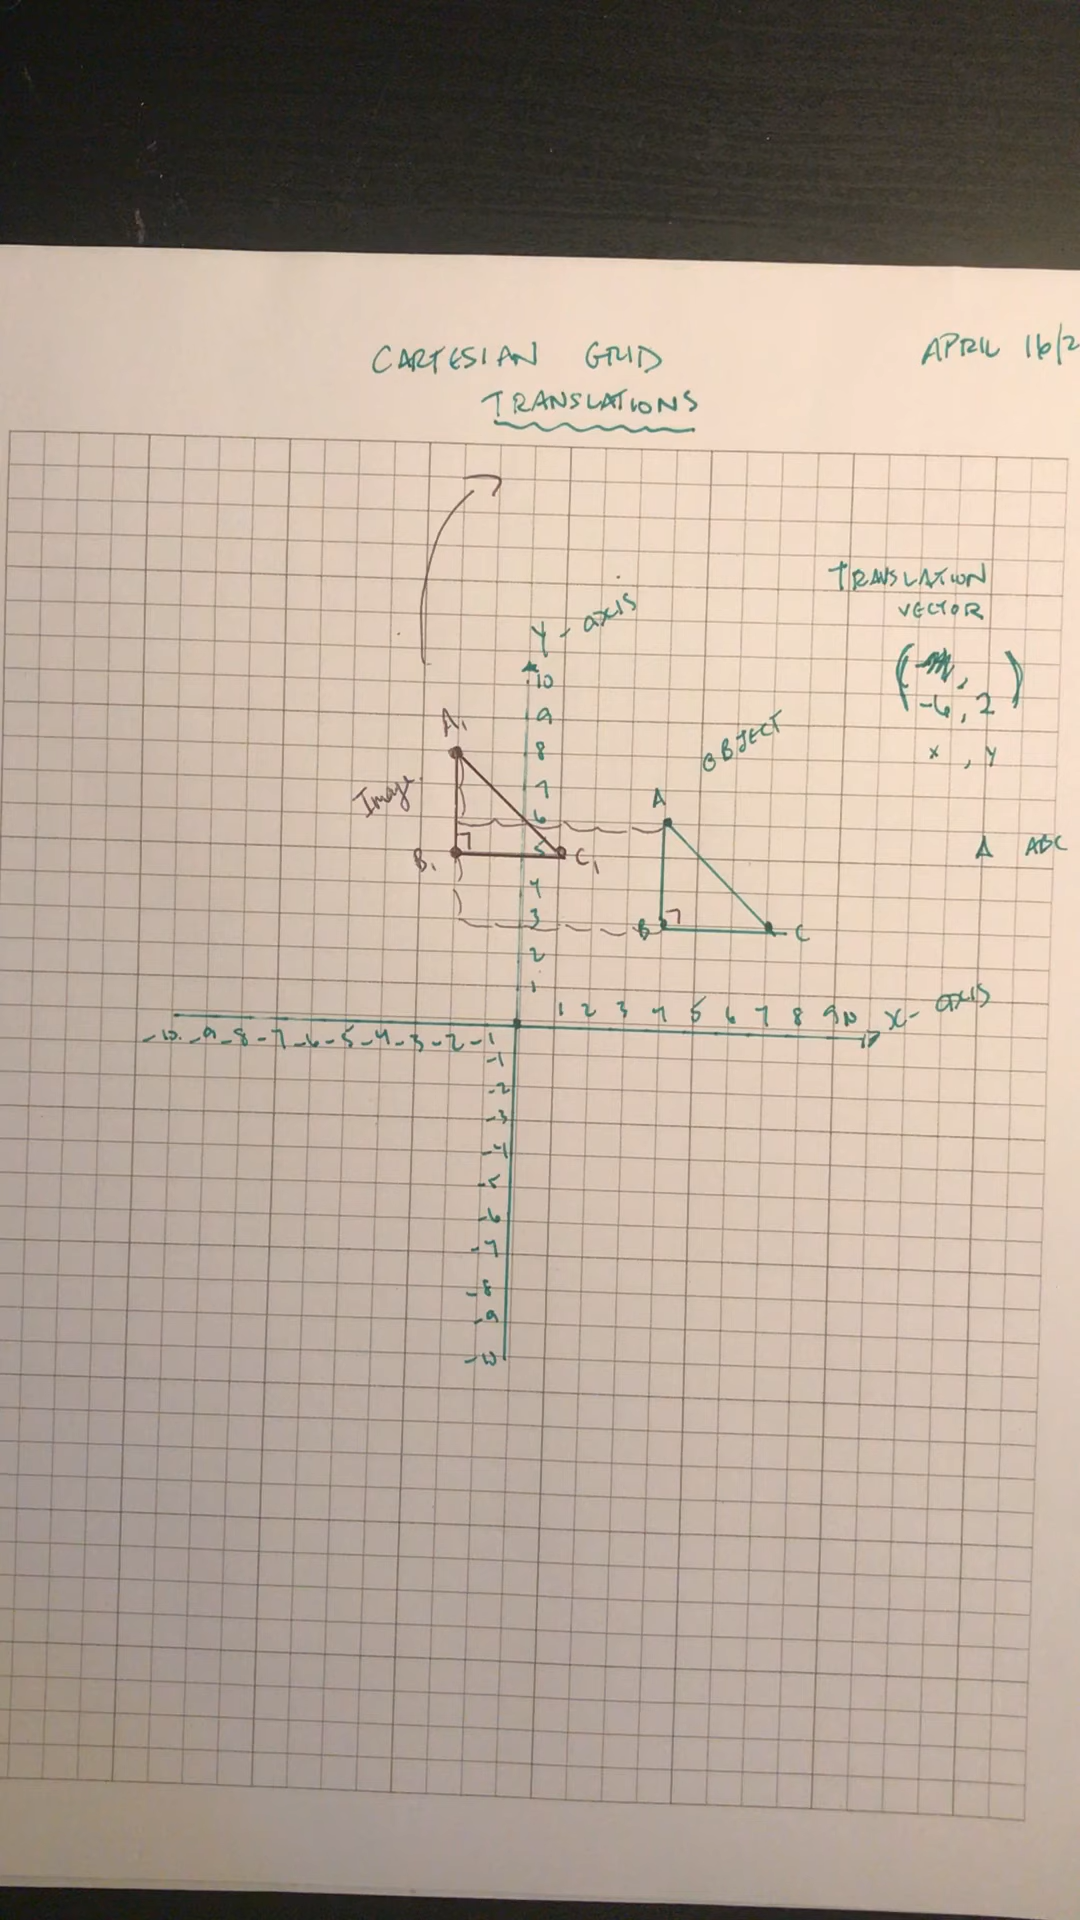 CARTESIAN GRID
APRIL 16/2
TRANSLATIONS
TRANSLATION
VECTOR
Y-axis
-6, 2
x, y
10
9
8
7
6
5
4
3
2
1
A₁
Image
B₁
C₁
OBJECT
A
B
C
Δ ABC
1 2 3 4 5 6 7 8 9 10 x-axis
-10 -9 -8 -7 -6 -5 -4 -3 -2 -1
-1
-2
-3
-4
-5
-6
-7
-8
-9
-10